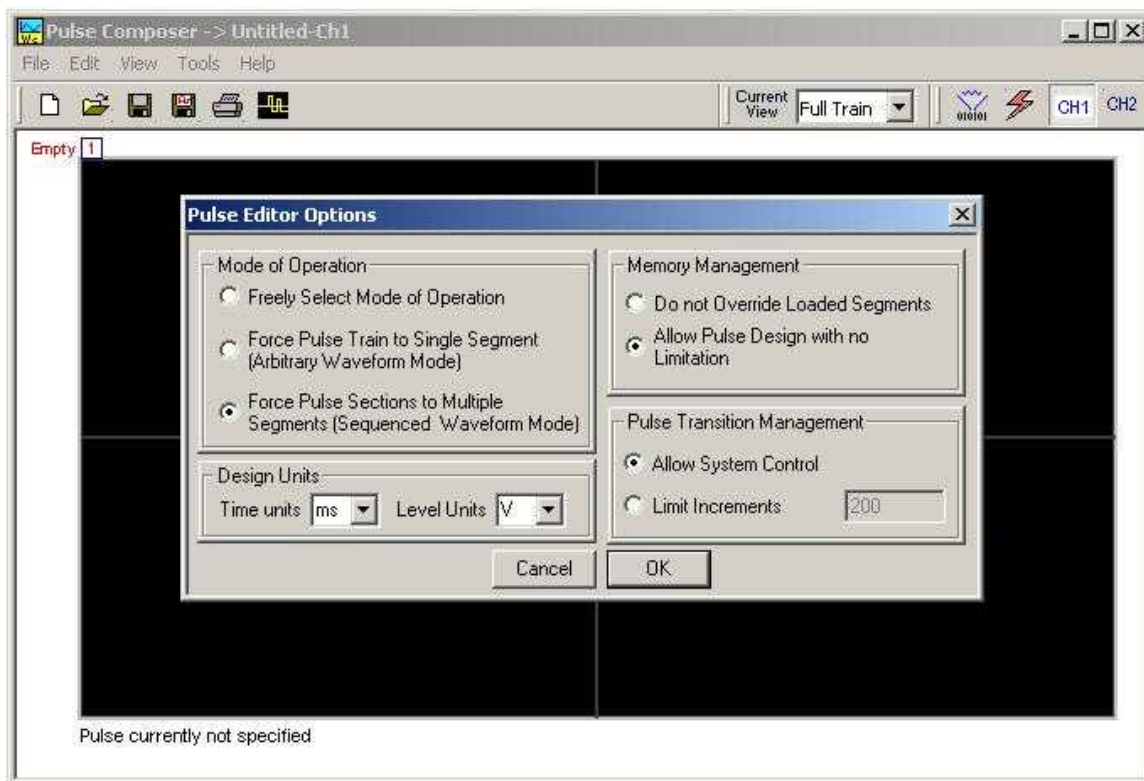 Pulse Composer -> Untitled-Ch1
File Edit View Tools Help
Current View Full Train
010101
CH1 CH2
Empty 1
Pulse Editor Options
Mode of Operation
Freely Select Mode of Operation
Force Pulse Train to Single Segment
(Arbitrary Waveform Mode)
Force Pulse Sections to Multiple
Segments (Sequenced Waveform Mode)
Design Units
Time units ms Level Units V
Memory Management
Do not Override Loaded Segments
Allow Pulse Design with no
Limitation
Pulse Transition Management
Allow System Control
Limit Increments 200
Cancel OK
Pulse currently not specified